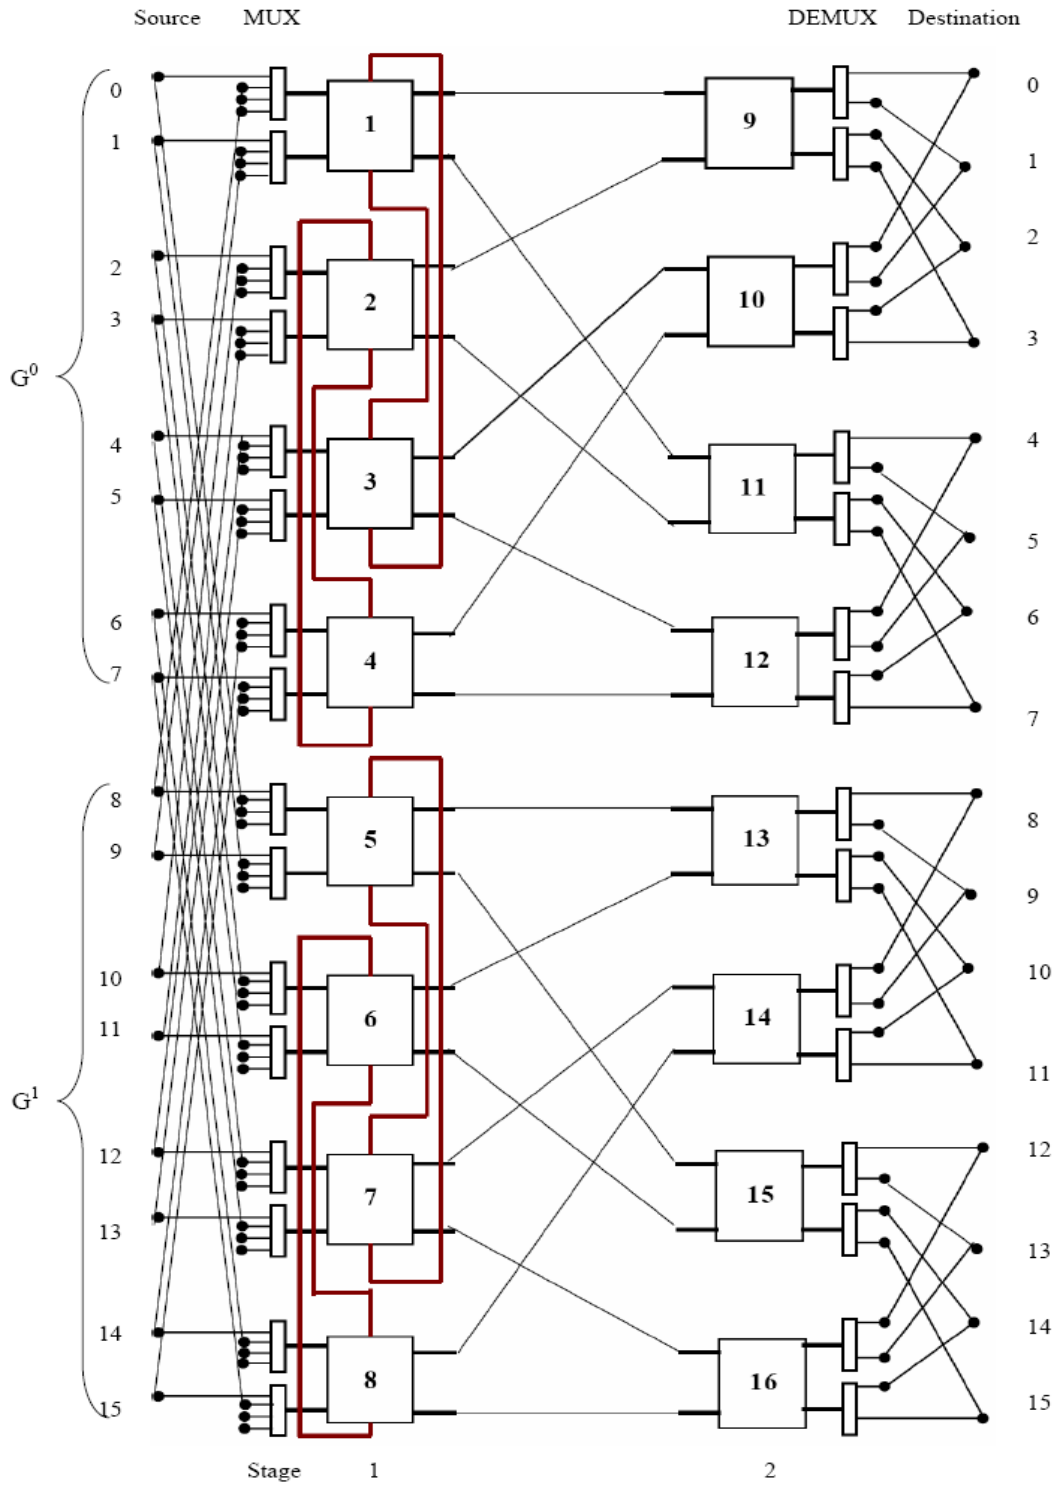 Source MUX DEMUX Destination
0 1 9 0
1 1
2 2 10 2
3 3
G⁰
4 3 11 4
5 5
6 4 12 6
7 7
8 5 13 8
9 9
10 6 14 10
11 11
G¹
12 7 15 12
13 13
14 8 16 14
15 15
Stage 1 2